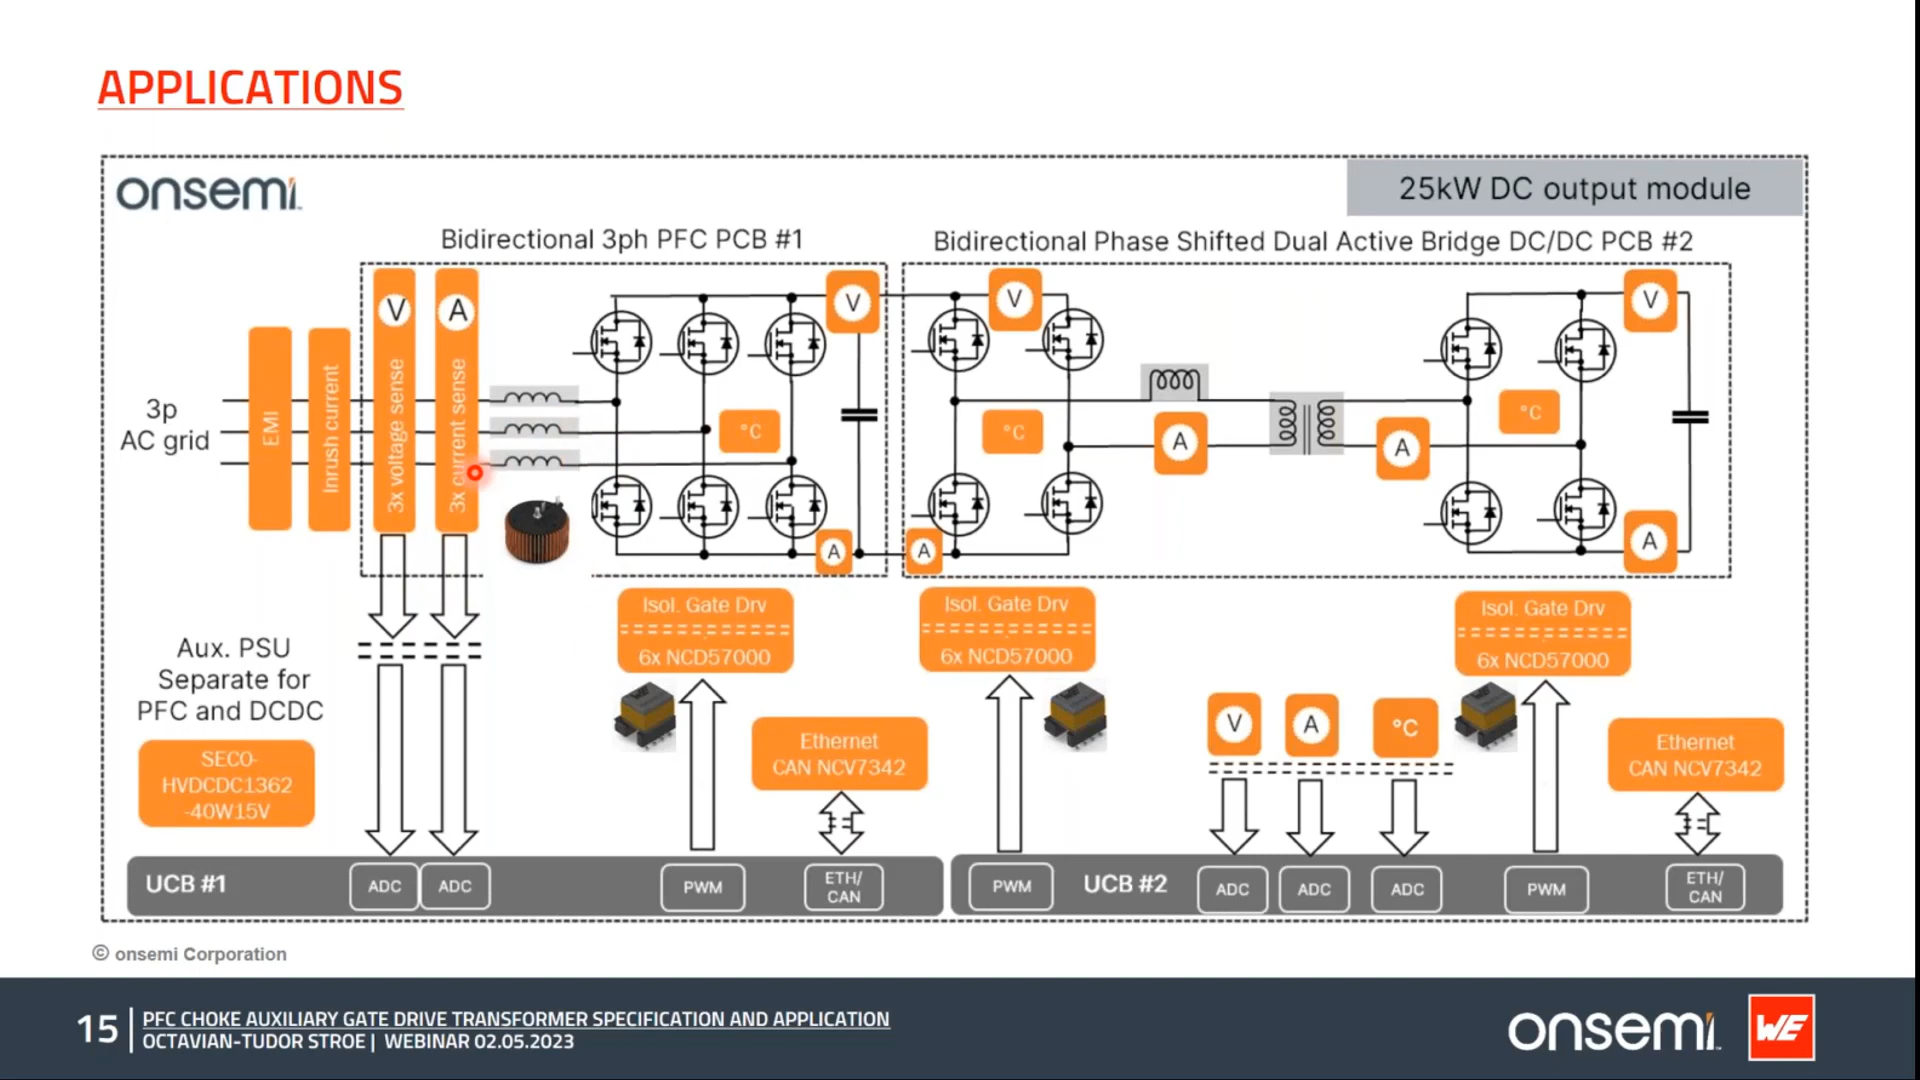 APPLICATIONS
onsemi
25kW DC output module
Bidirectional 3ph PFC PCB #1
Bidirectional Phase Shifted Dual Active Bridge DC/DC PCB #2
3p
AC grid
EMI
Inrush current
V
3x voltage sense
A
3x current sense
°C
V
A
V
A
°C
A
A
°C
V
A
Isol. Gate Drv
6x NCD57000
Isol. Gate Drv
6x NCD57000
Isol. Gate Drv
6x NCD57000
Aux. PSU
Separate for
PFC and DCDC
SECO-
HVDCDC1362
-40W15V
Ethernet
CAN NCV7342
V
A
°C
Ethernet
CAN NCV7342
UCB #1
ADC
ADC
PWM
ETH/
CAN
PWM
UCB #2
ADC
ADC
ADC
PWM
ETH/
CAN
© onsemi Corporation
15
PFC CHOKE AUXILIARY GATE DRIVE TRANSFORMER SPECIFICATION AND APPLICATION
OCTAVIAN-TUDOR STROE | WEBINAR 02.05.2023
onsemi
WE